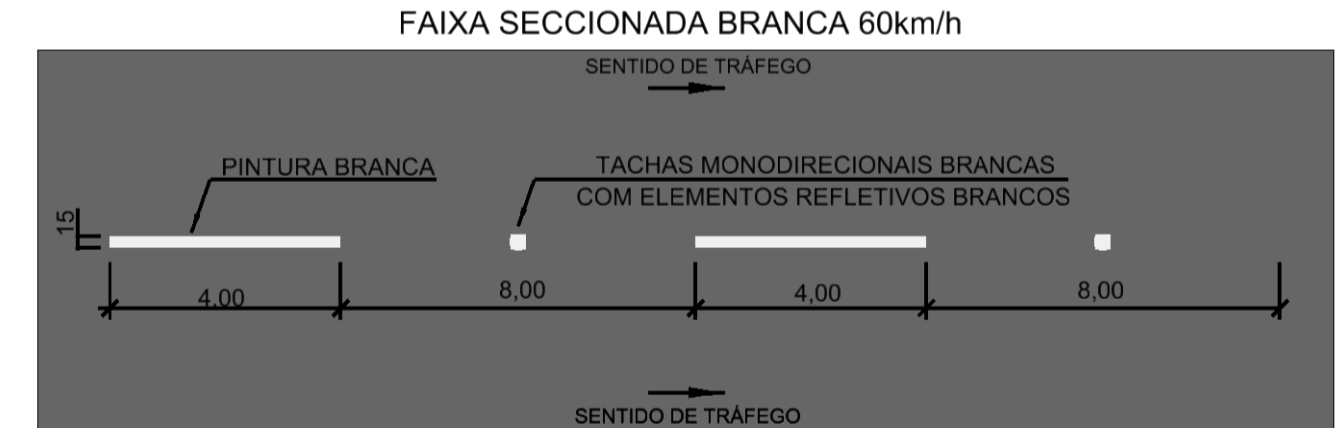 FAIXA SECCIONADA BRANCA 60km/h
SENTIDO DE TRÁFEGO
PINTURA BRANCA
TACHAS MONODIRECIONAIS BRANCAS
COM ELEMENTOS REFLETIVOS BRANCOS
15
4,00
8,00
4,00
8,00
SENTIDO DE TRÁFEGO